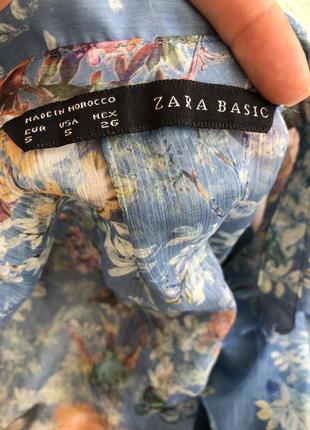 MADE IN MOROCCO
EUR USA MEX
S S 26
ZARA BASIC